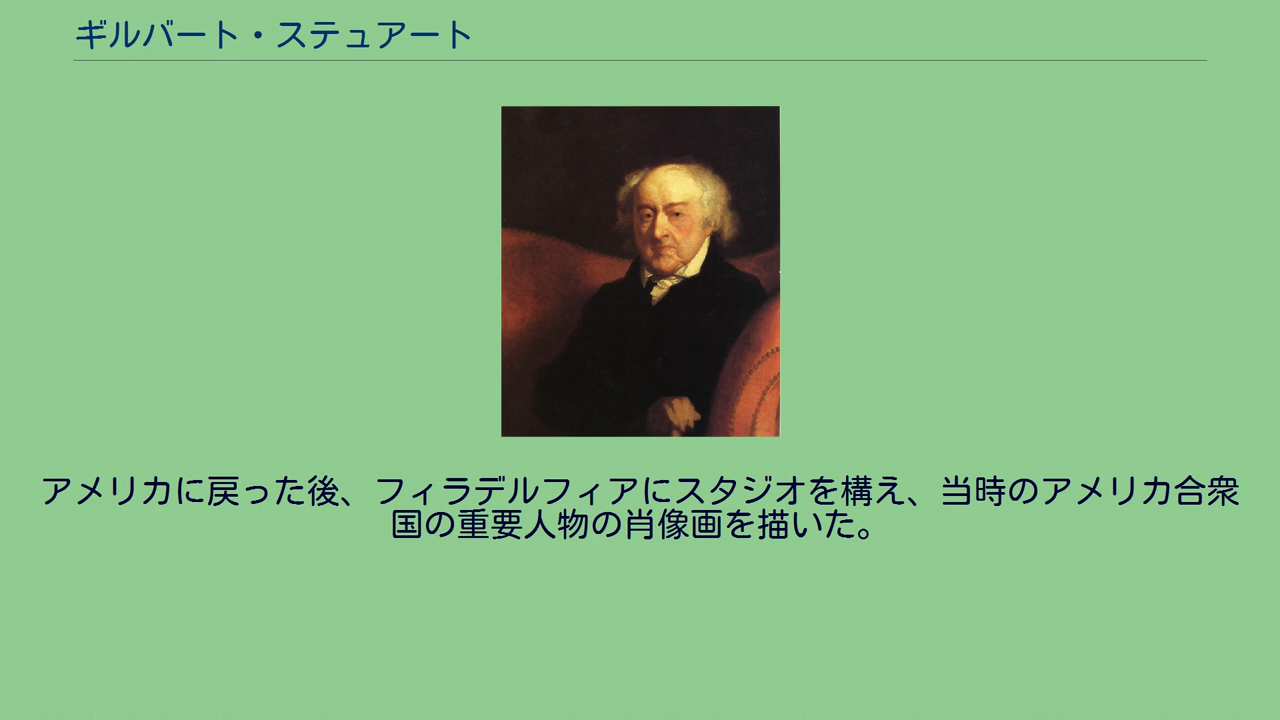 ギルバート・ステュアート
アメリカに戻った後、フィラデルフィアにスタジオを構え、当時のアメリカ合衆
国の重要人物の肖像画を描いた。